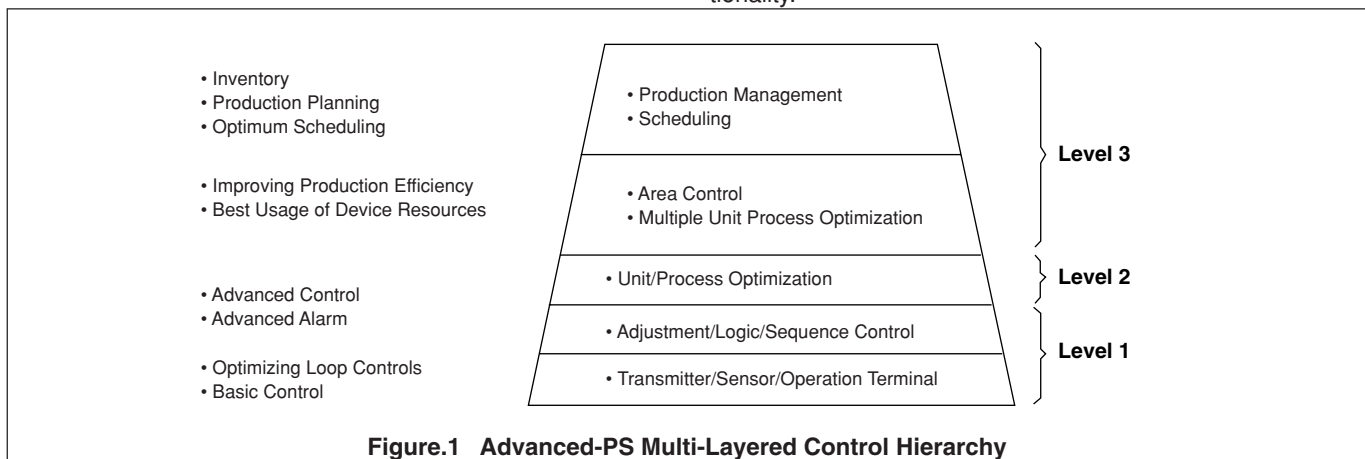 tionality.
• Inventory
• Production Planning
• Optimum Scheduling
• Improving Production Efficiency
• Best Usage of Device Resources
• Advanced Control
• Advanced Alarm
• Optimizing Loop Controls
• Basic Control
• Production Management
• Scheduling
• Area Control
• Multiple Unit Process Optimization
• Unit/Process Optimization
• Adjustment/Logic/Sequence Control
• Transmitter/Sensor/Operation Terminal
Level 3
Level 2
Level 1
Figure.1 Advanced-PS Multi-Layered Control Hierarchy